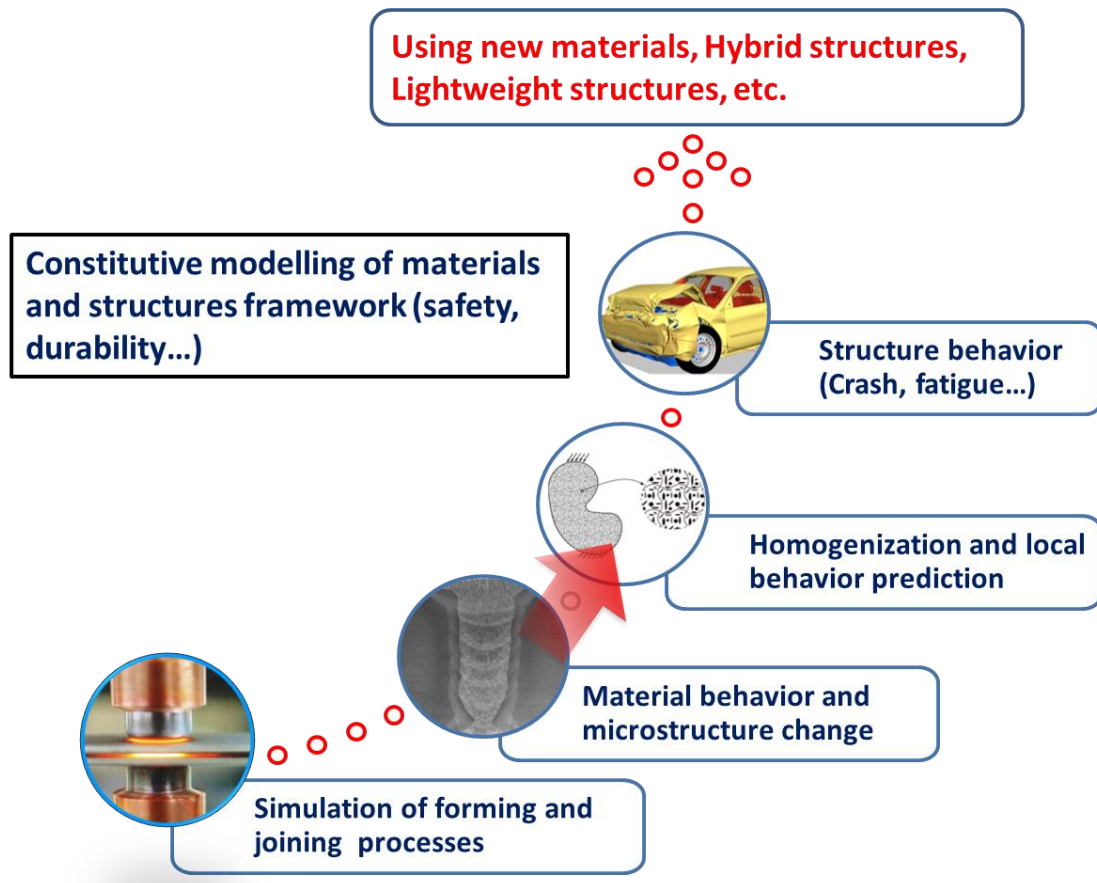 Using new materials, Hybrid structures,
Lightweight structures, etc.
Constitutive modelling of materials
and structures framework (safety,
durability...)
Structure behavior
(Crash, fatigue...)
Homogenization and local
behavior prediction
Material behavior and
microstructure change
Simulation of forming and
joining processes